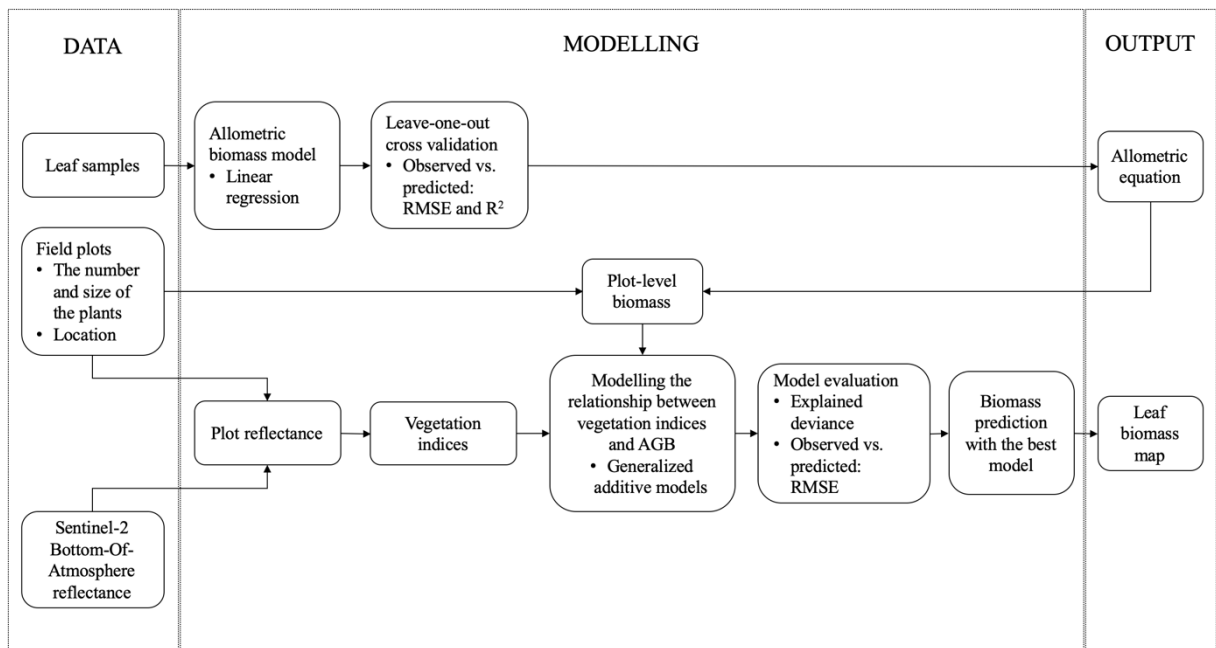 DATA
MODELLING
OUTPUT
Leaf samples
Allometric
biomass model
• Linear
regression
Leave-one-out
cross validation
• Observed vs.
predicted:
RMSE and R²
Allometric
equation
Field plots
• The number
and size of
the plants
• Location
Plot-level
biomass
Plot reflectance
Vegetation
indices
Modelling the
relationship between
vegetation indices
and AGB
• Generalized
additive models
Model evaluation
• Explained
deviance
• Observed vs.
predicted:
RMSE
Biomass
prediction
with the best
model
Leaf
biomass
map
Sentinel-2
Bottom-Of-
Atmosphere
reflectance